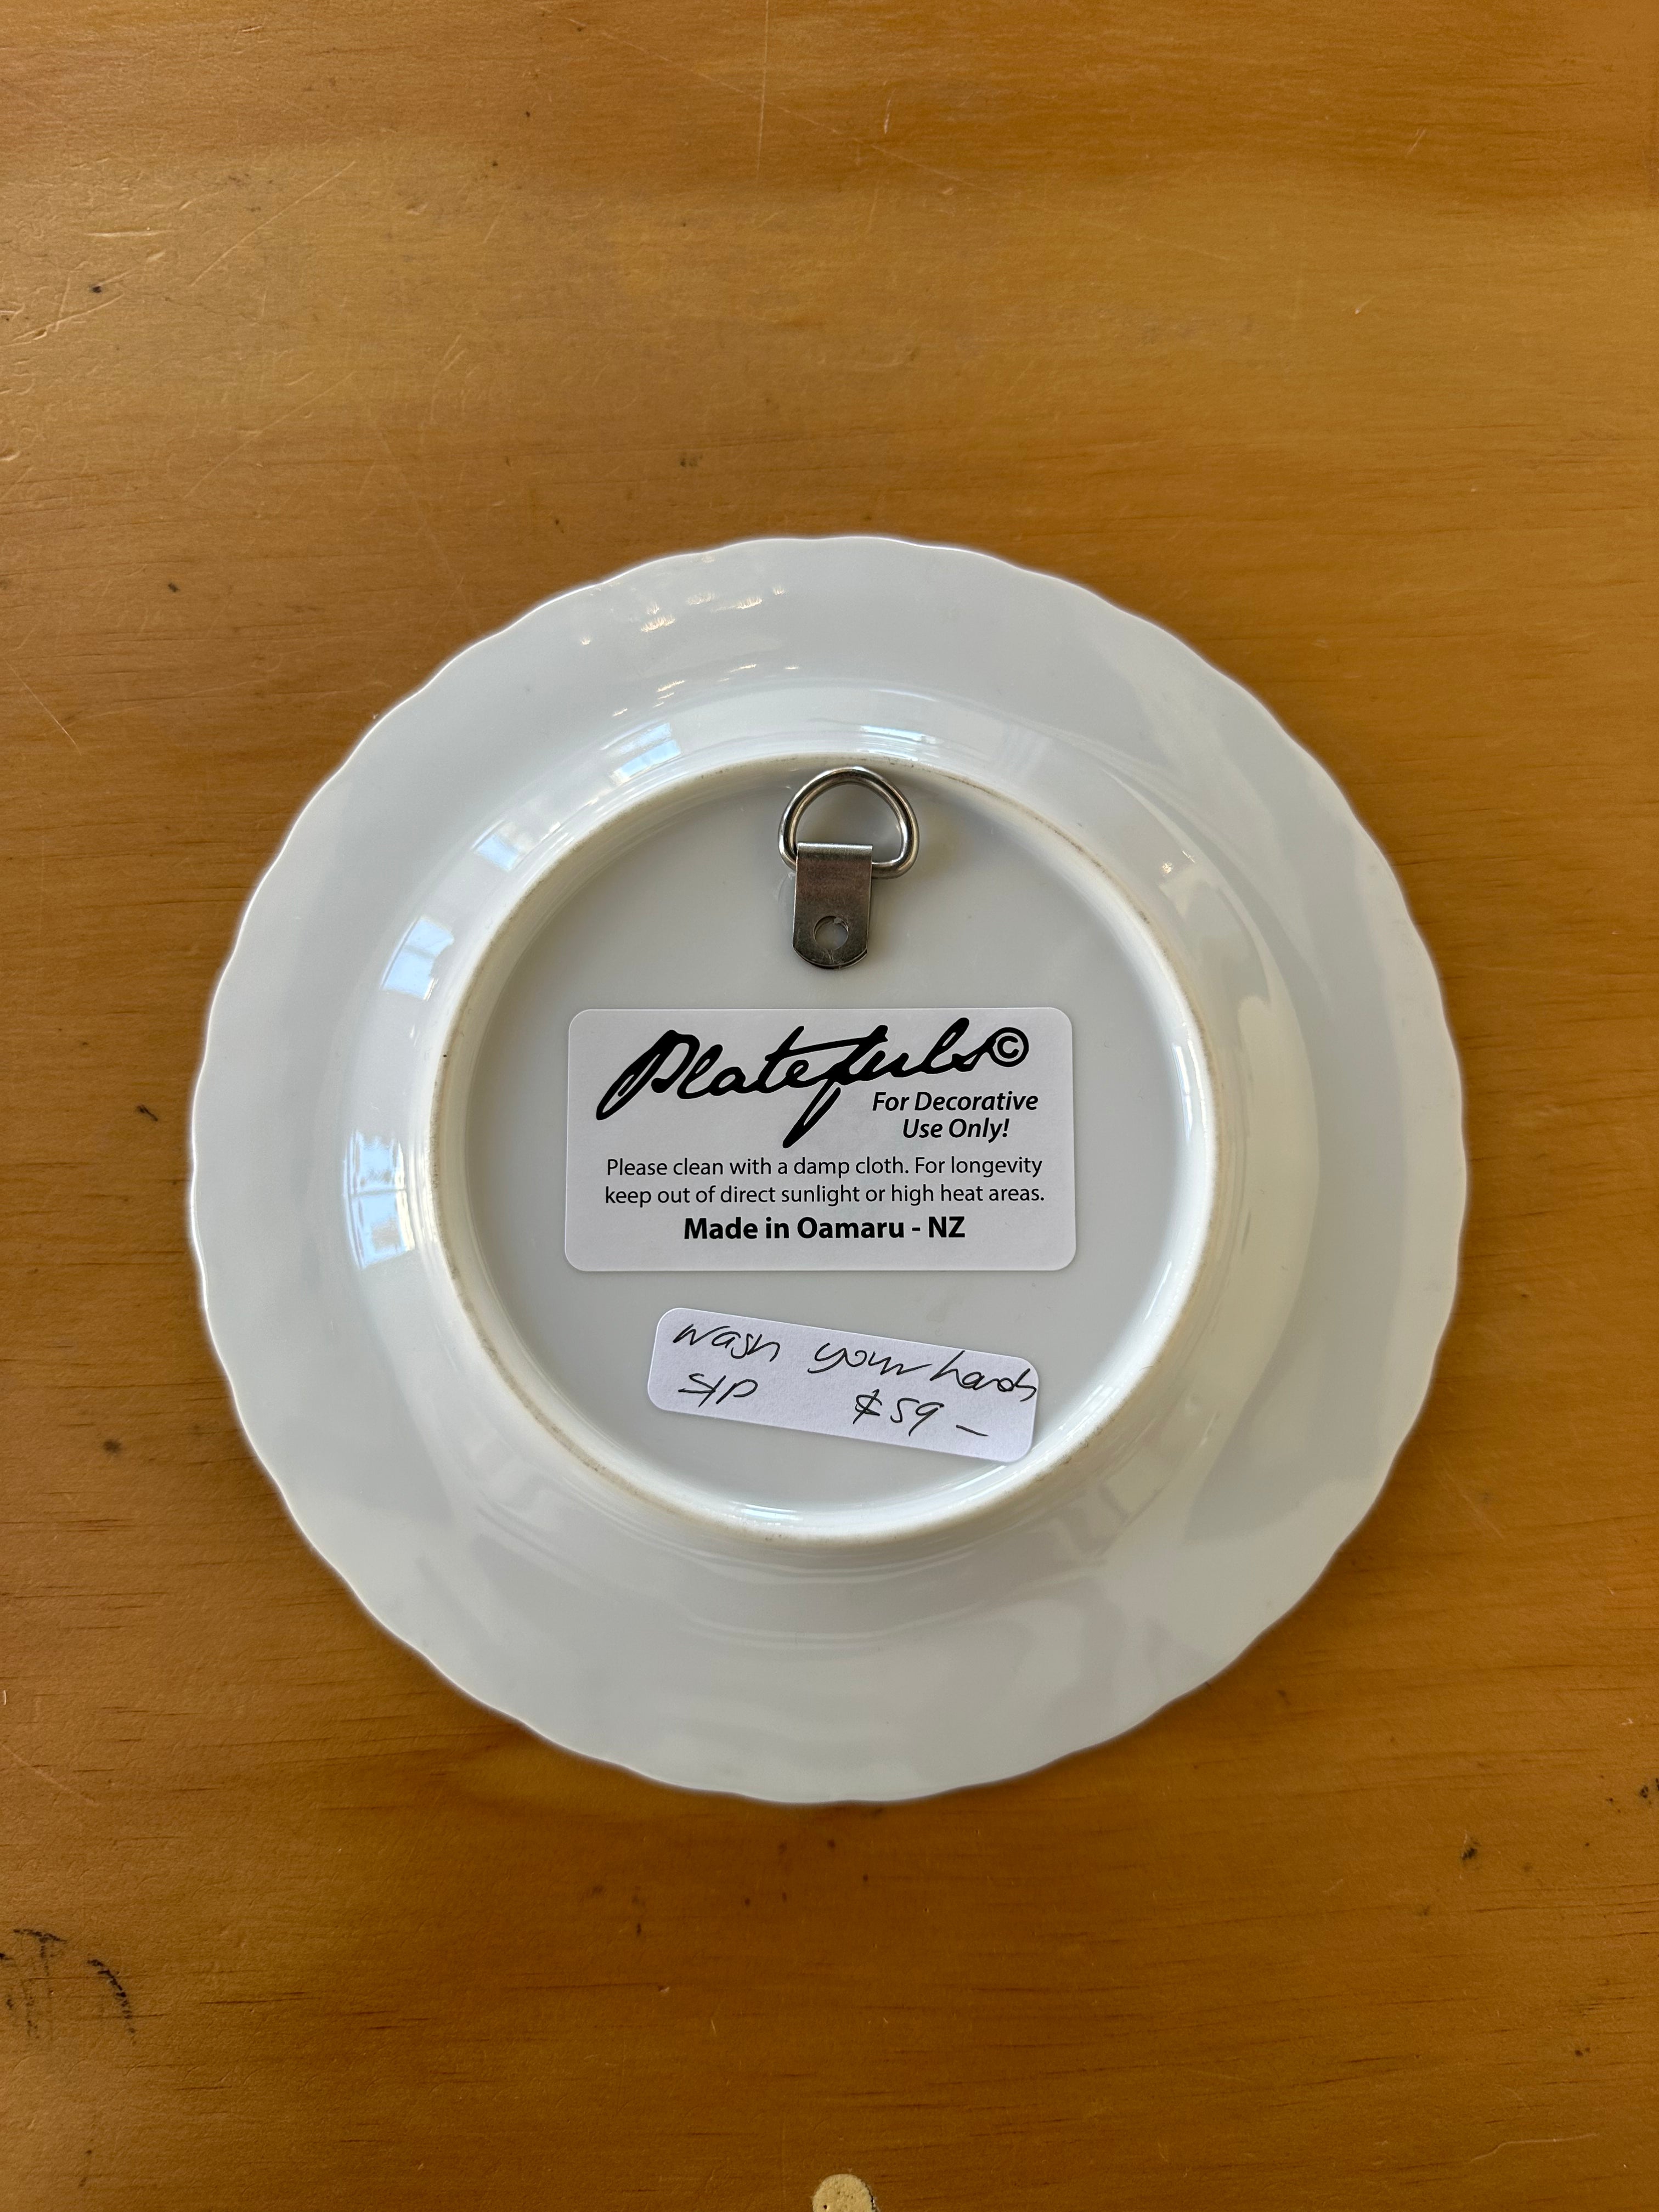 Platefuls©
For Decorative
Use Only!
Please clean with a damp cloth. For longevity
keep out of direct sunlight or high heat areas.
Made in Oamaru - NZ
wash your hands
$59 –